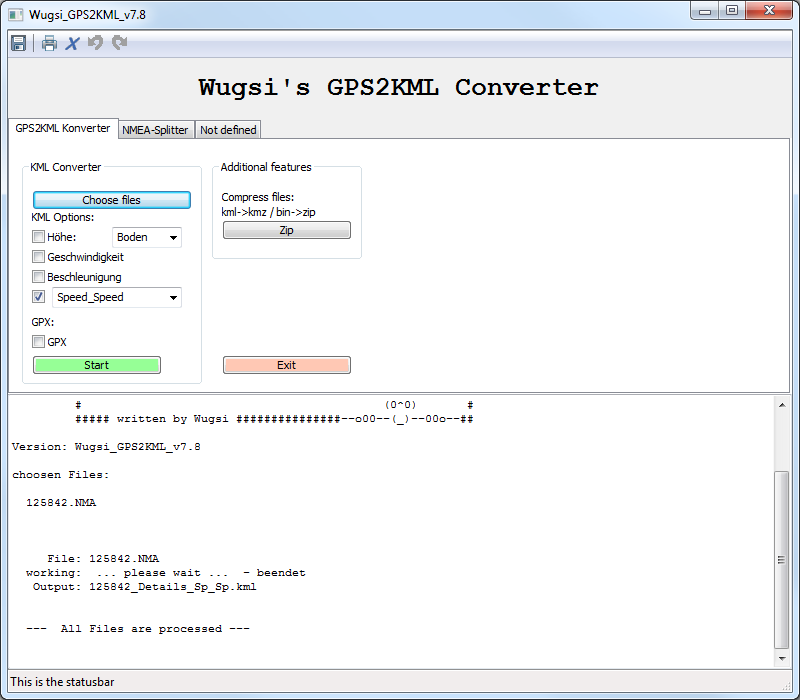 Wugsi_GPS2KML_v7.8
Wugsi's GPS2KML Converter
GPS2KML Konverter
NMEA-Splitter
Not defined
KML Converter
Choose files
KML Options:
Höhe:
Boden
Geschwindigkeit
Beschleunigung
Speed_Speed
GPX:
GPX
Start
Additional features
Compress files:
kml->kmz / bin->zip
Zip
Exit
# (0^0) #
##### written by Wugsi ###############--o00--(_)--00o--##
Version: Wugsi_GPS2KML_v7.8
choosen Files:
125842.NMA
File: 125842.NMA
working: ... please wait ... - beendet
Output: 125842_Details_Sp_Sp.kml
--- All Files are processed ---
This is the statusbar